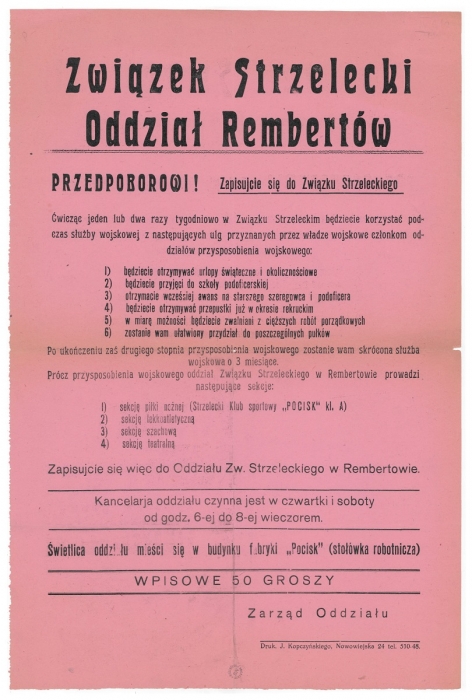 Związek Strzelecki
Oddział Rembertów
PRZEDPOBOROWI! Zapisujcie się do Związku Strzeleckiego
Ćwicząc jeden lub dwa razy tygodniowo w Związku Strzeleckim będziecie korzystać pod-
czas służby wojskowej z następujących ulg przyznanych przez władze wojskowe członkom od-
działów przysposobienia wojskowego:
1) będziecie otrzymywać urlopy świąteczne i okolicznościowe
2) będziecie przyjęci do szkoły podoficerskiej
3) otrzymacie wcześniej awans na starszego szeregowca i podoficera
4) będziecie otrzymywać przepustki już w okresie rekruckim
5) w miarę możności będziecie zwalniani z cięższych robót porządkowych
6) zostanie wam ułatwiony przydział do poszczególnych pułków
Po ukończeniu zaś drugiego stopnia przysposobienia wojskowego zostanie wam skrócona służba
wojskowa o 3 miesiące.
Prócz przysposobienia wojskowego oddział Związku Strzeleckiego w Rembertowie prowadzi
następujące sekcje:
1) sekcję piłki nożnej (Strzelecki Klub sportowy „POCISK" kl. A)
2) sekcję lekkoatletyczną
3) sekcję szachową
4) sekcję teatralną
Zapisujcie się więc do Oddziału Zw. Strzeleckiego w Rembertowie.
Kancelarja oddziału czynna jest w czwartki i soboty
od godz. 6-ej do 8-ej wieczorem.
Świetlica oddziału mieści się w budynku fabryki „Pocisk" (stołówka robotnicza)
WPISOWE 50 GROSZY
Zarząd Oddziału
Druk. J. Kopczyńskiego, Nowowiejska 24 tel. 510-48.